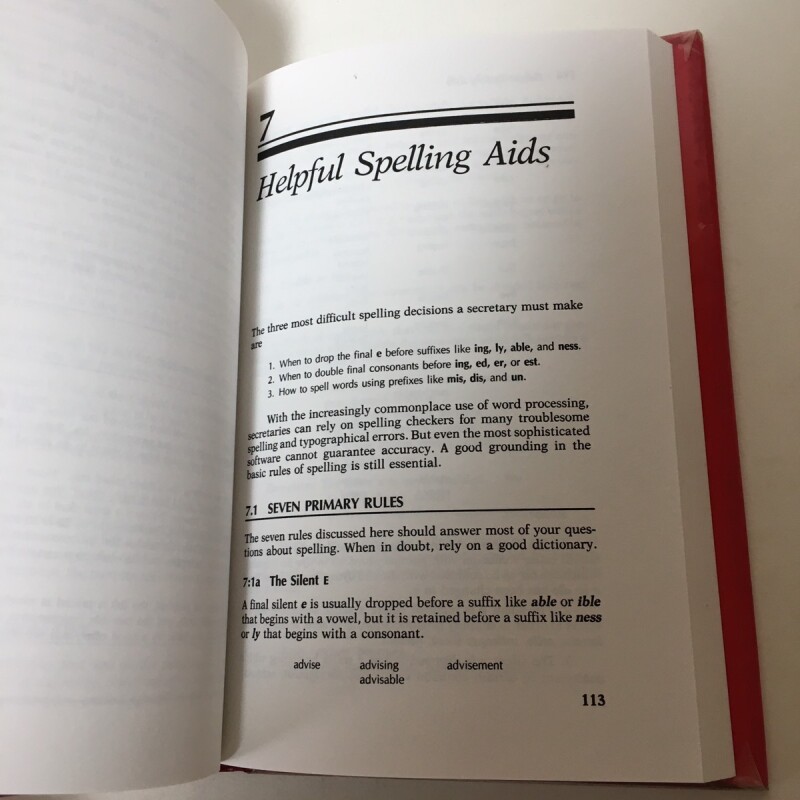 7
Helpful Spelling Aids
The three most difficult spelling decisions a secretary must make
are
1. When to drop the final e before suffixes like ing, ly, able, and ness.
2. When to double final consonants before ing, ed, er, or est.
3. How to spell words using prefixes like mis, dis, and un.
With the increasingly commonplace use of word processing,
secretaries can rely on spelling checkers for many troublesome
spelling and typographical errors. But even the most sophisticated
software cannot guarantee accuracy. A good grounding in the
basic rules of spelling is still essential.
7.1 SEVEN PRIMARY RULES
The seven rules discussed here should answer most of your ques-
tions about spelling. When in doubt, rely on a good dictionary.
7:1a The Silent E
A final silent e is usually dropped before a suffix like able or ible
that begins with a vowel, but it is retained before a suffix like ness
or ly that begins with a consonant.
advise advising advisement
advisable
113